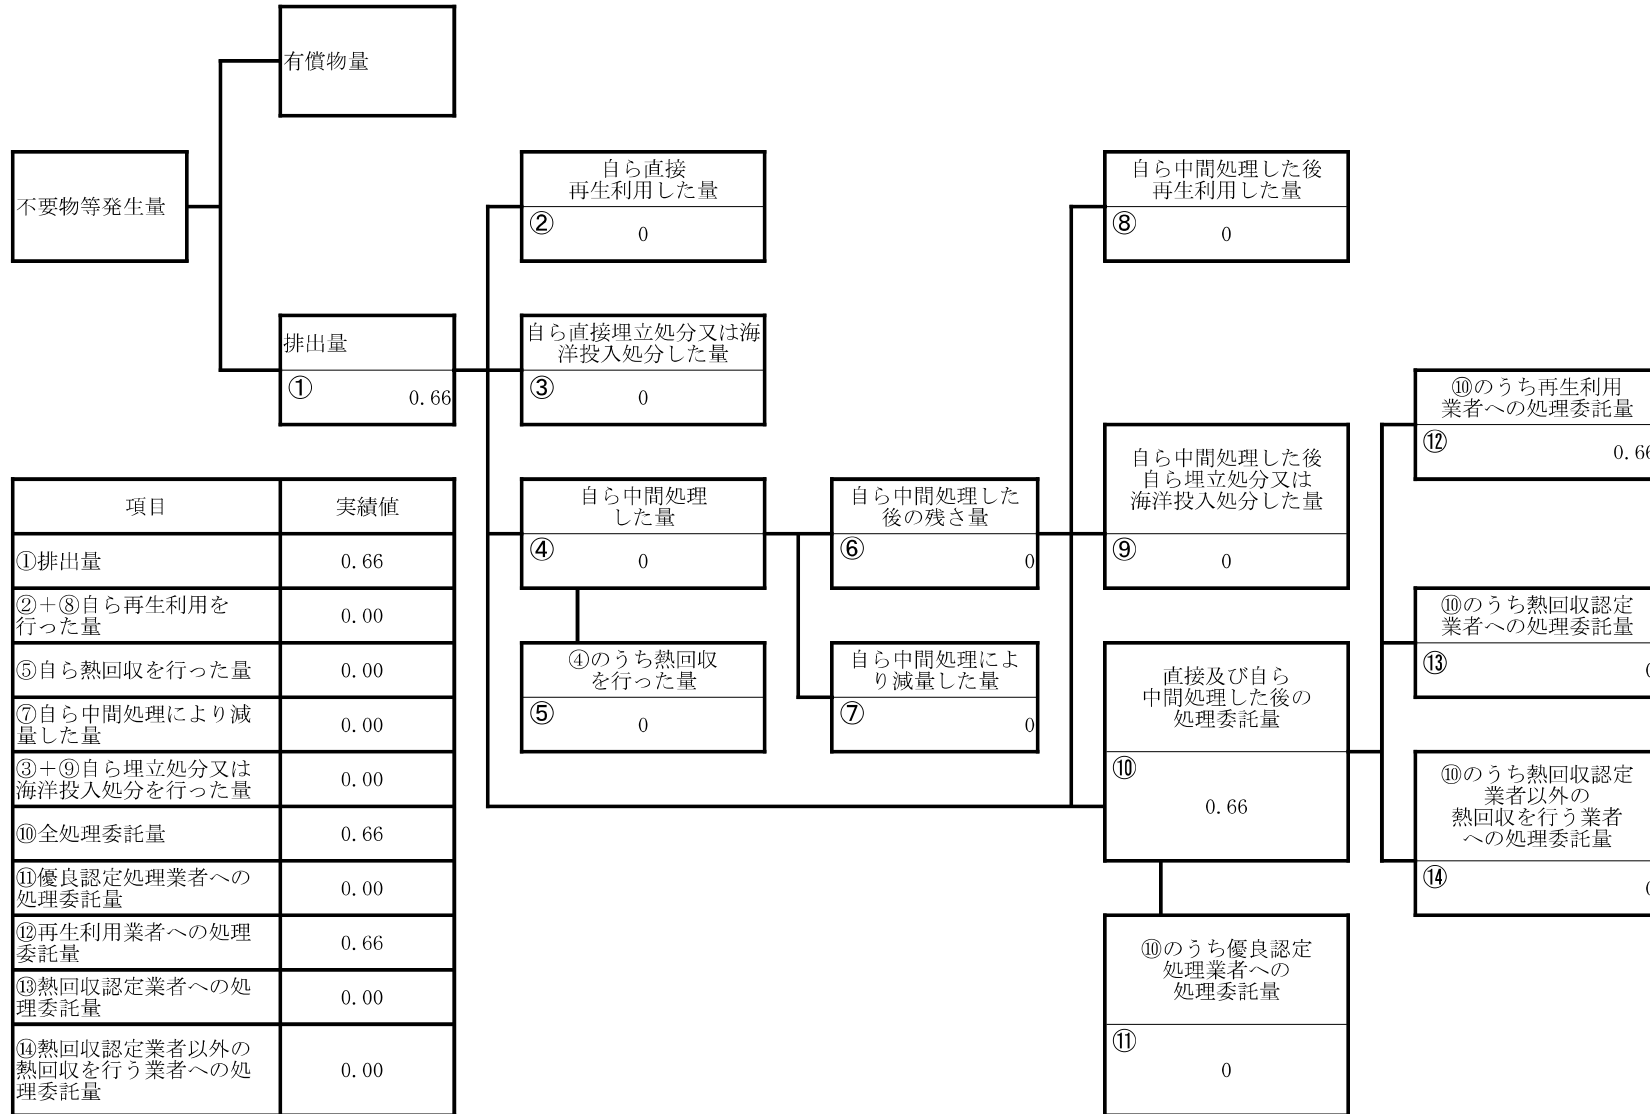 有償物量
不要物等発生量
自ら直接
再生利用した量
②
0
自ら中間処理した後
再生利用した量
⑧
0
排出量
①
0.66
自ら直接埋立処分又は海
洋投入処分した量
③
0
⑩のうち再生利用
業者への処理委託量
⑫
0.66
自ら中間処理
した量
④
0
自ら中間処理した
後の残さ量
⑥
0
自ら中間処理した後
自ら埋立処分又は
海洋投入処分した量
⑨
0
⑩のうち熱回収認定
業者への処理委託量
⑬
0
④のうち熱回収
を行った量
⑤
0
自ら中間処理によ
り減量した量
⑦
0
直接及び自ら
中間処理した後の
処理委託量
⑩
0.66
⑩のうち熱回収認定
業者以外の
熱回収を行う業者
への処理委託量
⑭
0
⑩のうち優良認定
処理業者への
処理委託量
⑪
0
項目 実績値
①排出量 0.66
②+⑧自ら再生利用を
行った量 0.00
⑤自ら熱回収を行った量 0.00
⑦自ら中間処理により減
量した量 0.00
③+⑨自ら埋立処分又は
海洋投入処分を行った量 0.00
⑩全処理委託量 0.66
⑪優良認定処理業者への
処理委託量 0.00
⑫再生利用業者への処理
委託量 0.66
⑬熱回収認定業者への処
理委託量 0.00
⑭熱回収認定業者以外の
熱回収を行う業者への処
理委託量 0.00